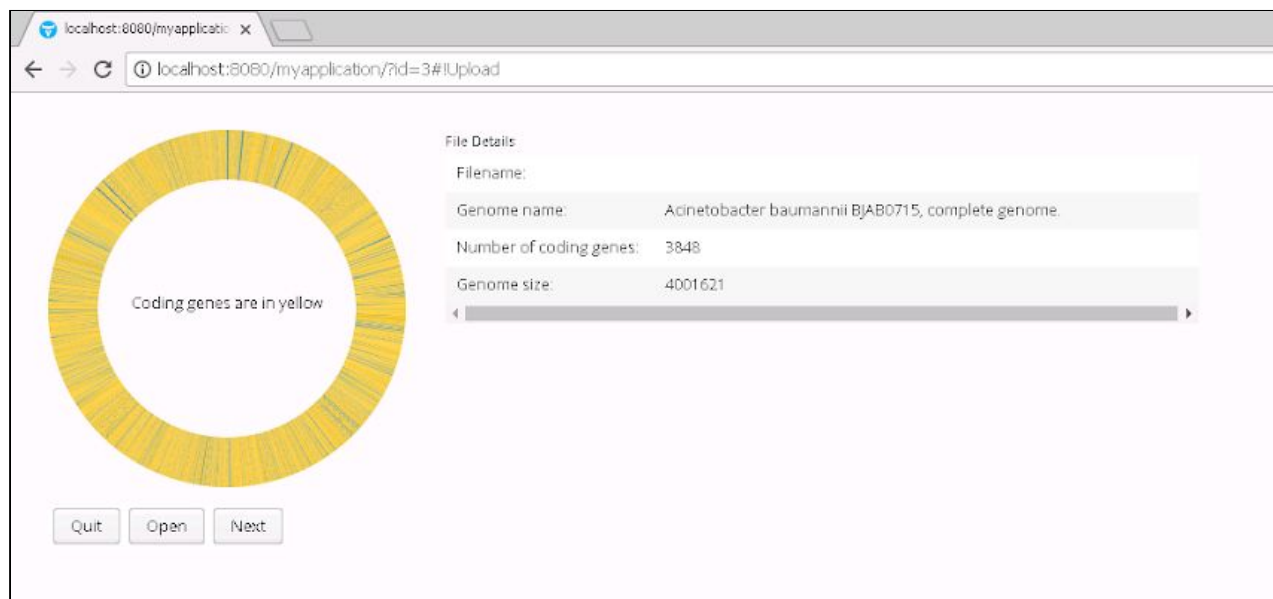 localhost:8080/myapplicatio
localhost:8080/myapplication/?id=3#!Upload
File Details
Filename:
Genome name: Acinetobacter baumannii BJAB0715, complete genome.
Number of coding genes: 3848
Genome size: 4001621
Coding genes are in yellow
Quit Open Next